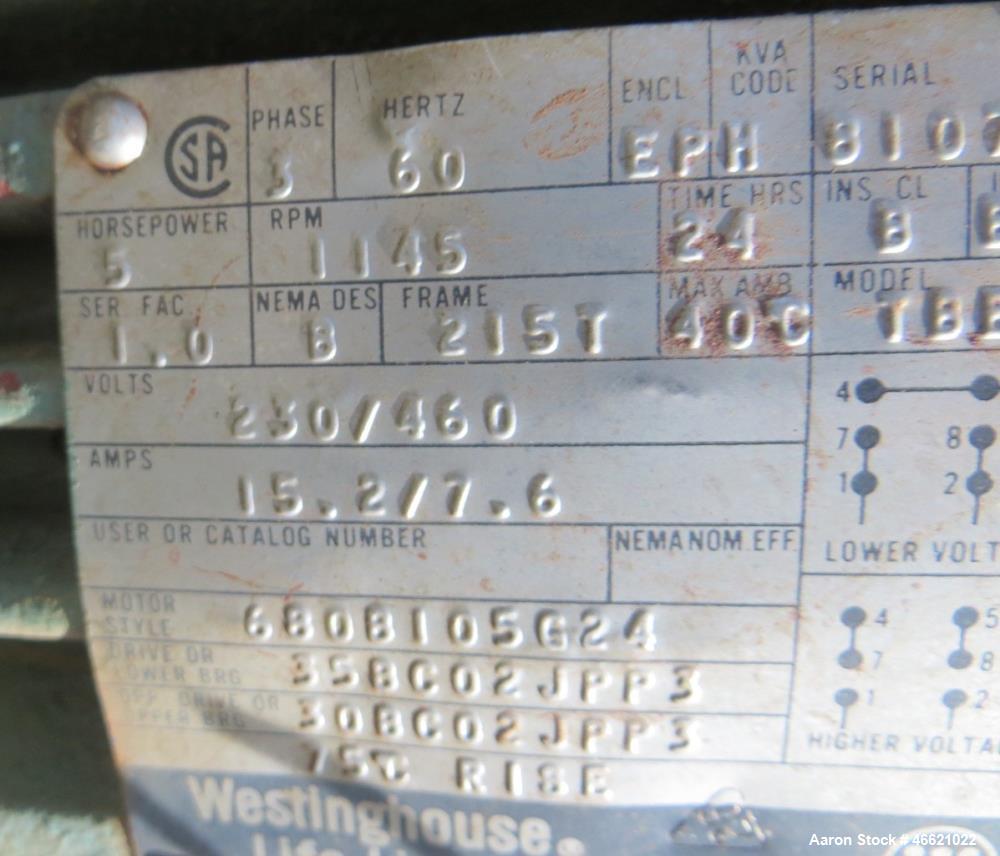 CSA PHASE HERTZ ENCL KVA CODE SERIAL
3 60 EP H 8102
HORSEPOWER RPM TIME HRS INS CL
5 1145 24 B
SER FAC NEMA DES FRAME MAX AMB MODEL
1.0 B 215T 40C TBE
VOLTS
230/460
AMPS
15.2/7.6
USER OR CATALOG NUMBER NEMA NOM EFF
MOTOR STYLE 680B105G24
DRIVE OR LOWER BRG 35BC02JPP3
OPP DRIVE OR UPPER BRG 30BC02JPP3
75C RISE
Westinghouse
4
7 8
1 2
LOWER VOLT
4 5
7 8
1 2
HIGHER VOLTA
Aaron Stock # 46621022